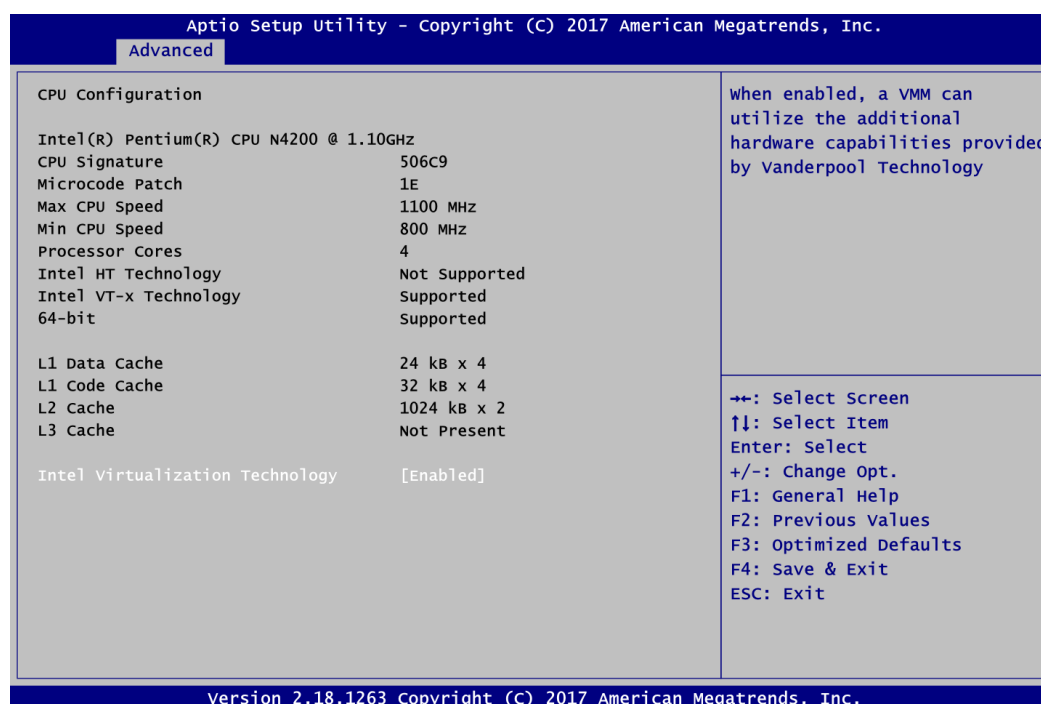 Aptio Setup Utility – Copyright (C) 2017 American Megatrends, Inc.
Advanced
CPU Configuration
Intel(R) Pentium(R) CPU N4200 @ 1.10GHz
CPU Signature 506C9
Microcode Patch 1E
Max CPU Speed 1100 MHz
Min CPU Speed 800 MHz
Processor Cores 4
Intel HT Technology Not Supported
Intel VT-x Technology Supported
64-bit Supported
L1 Data Cache 24 kB x 4
L1 Code Cache 32 kB x 4
L2 Cache 1024 kB x 2
L3 Cache Not Present
Intel Virtualization Technology [Enabled]
When enabled, a VMM can
utilize the additional
hardware capabilities provided
by Vanderpool Technology
→←: Select Screen
↑↓: Select Item
Enter: Select
+/-: Change Opt.
F1: General Help
F2: Previous Values
F3: Optimized Defaults
F4: Save & Exit
ESC: Exit
Version 2.18.1263 Copyright (C) 2017 American Megatrends, Inc.